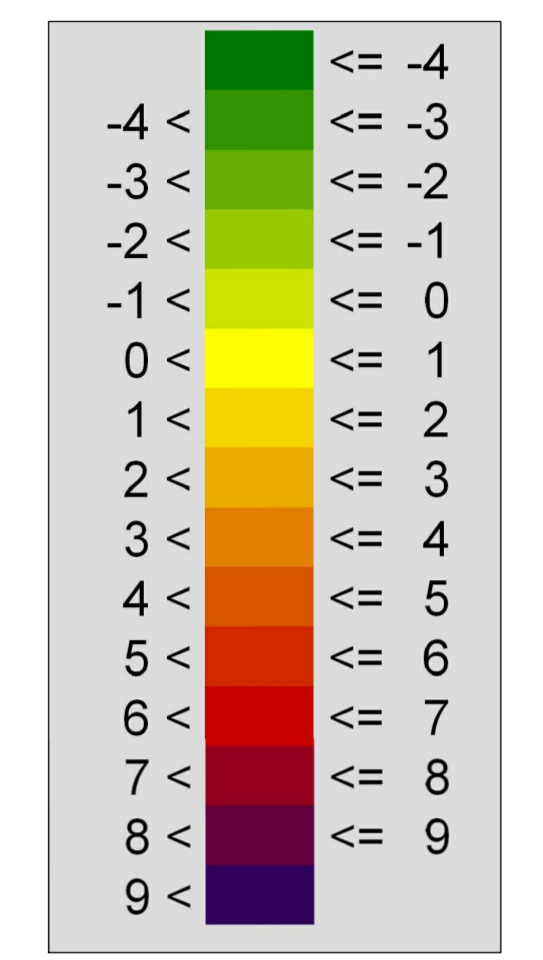 <= -4
-4 < <= -3
-3 < <= -2
-2 < <= -1
-1 < <= 0
0 < <= 1
1 < <= 2
2 < <= 3
3 < <= 4
4 < <= 5
5 < <= 6
6 < <= 7
7 < <= 8
8 < <= 9
9 <